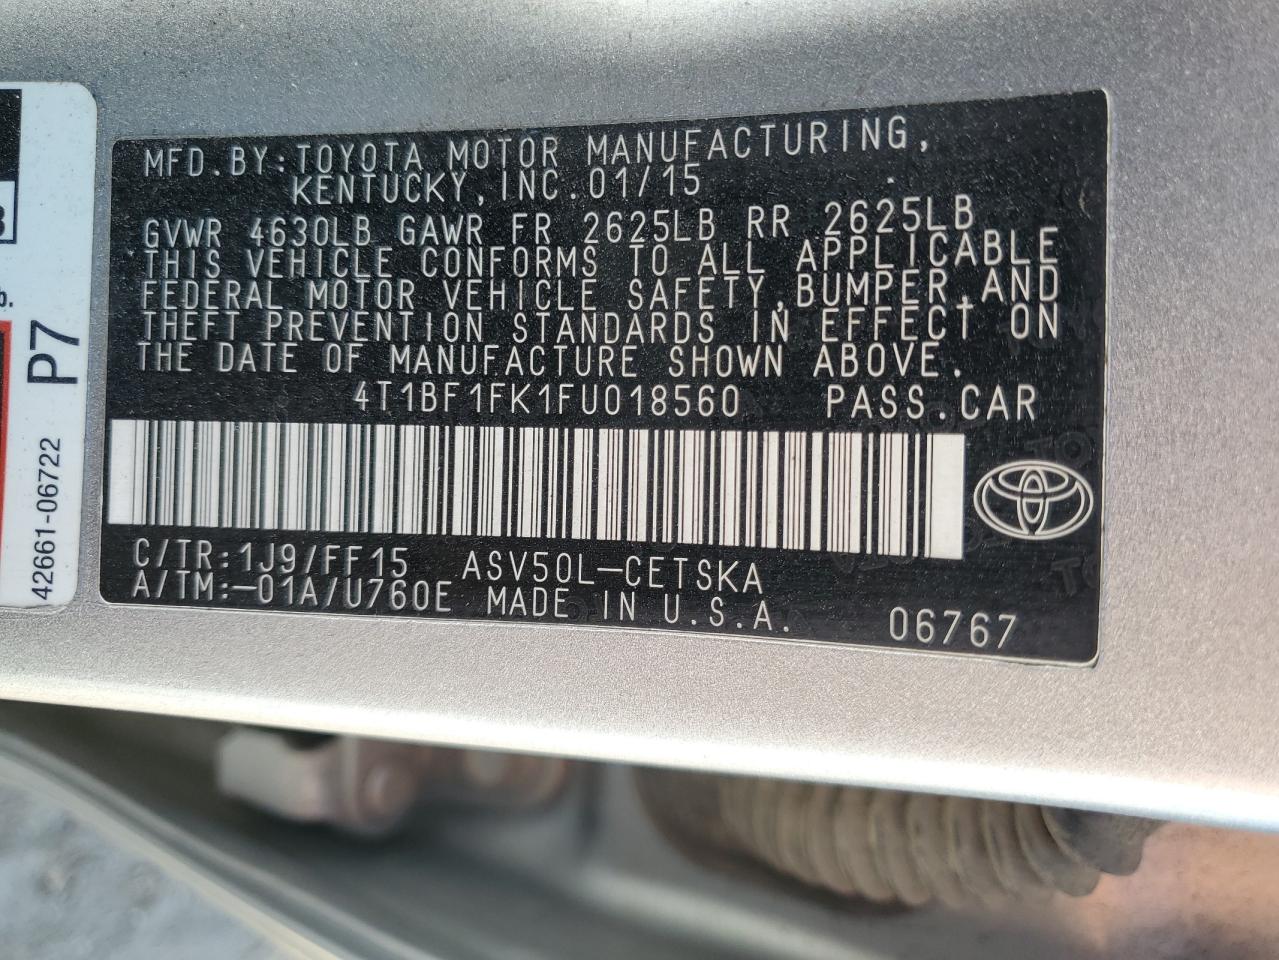 MFD.BY:TOYOTA MOTOR MANUFACTURING,
KENTUCKY,INC.01/15
GVWR 4630LB GAWR FR 2625LB RR 2625LB
THIS VEHICLE CONFORMS TO ALL APPLICABLE
FEDERAL MOTOR VEHICLE SAFETY,BUMPER,AND
THEFT PREVENTION STANDARDS IN EFFECT ON
THE DATE OF MANUFACTURE SHOWN ABOVE.
4T1BF1FK1FU018560 PASS.CAR
C/TR:1J9/FF15 ASV50L-CETSKA
A/TM:-01A/U760E MADE IN U.S.A. 06767
P7
42661-06722